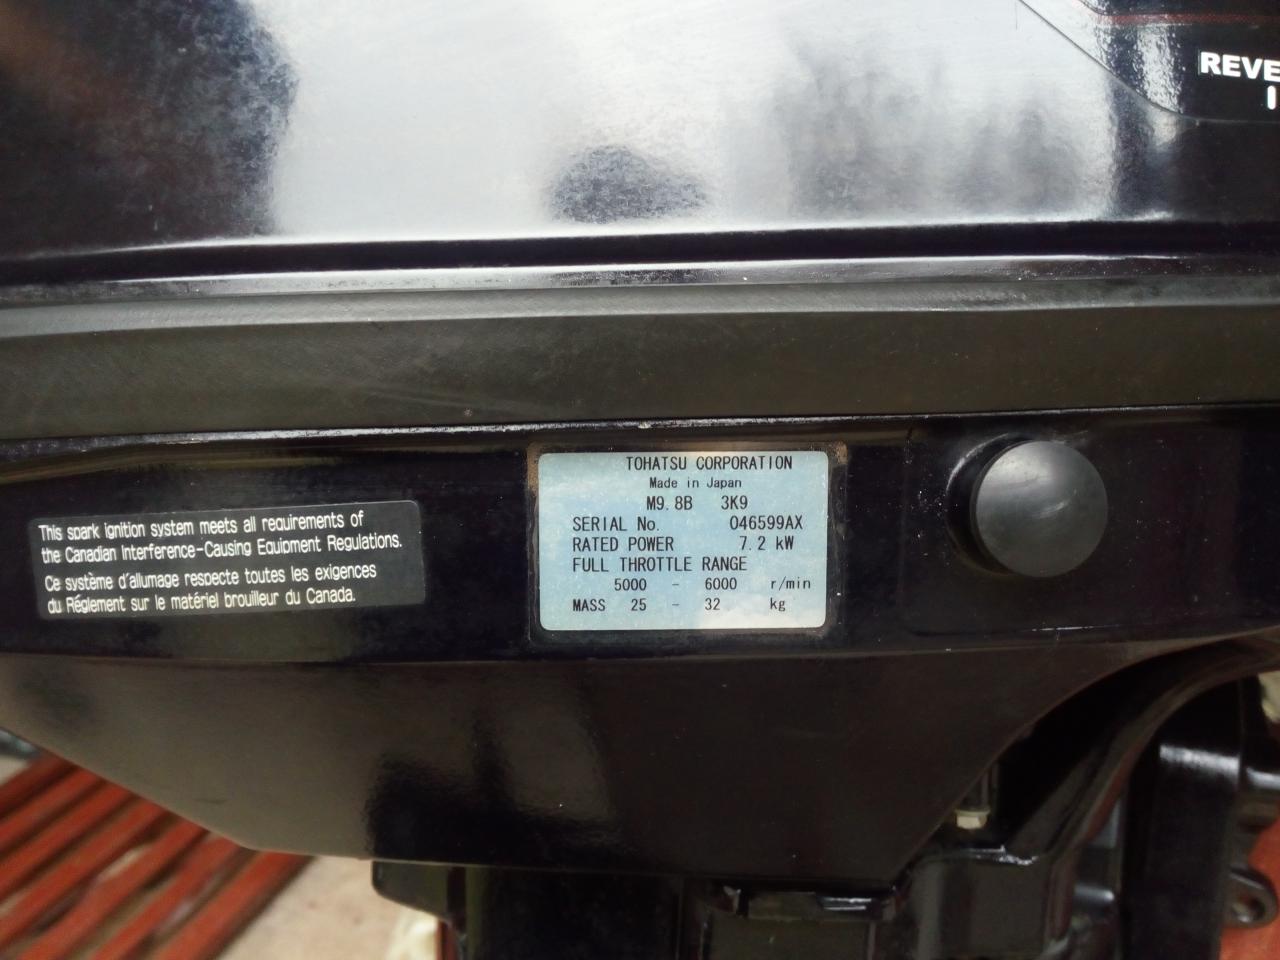 REVE
This spark ignition system meets all requirements of
the Canadian Interference-Causing Equipment Regulations.
Ce système d'allumage respecte toutes les exigences
du Réglement sur le matériel brouilleur du Canada.
TOHATSU CORPORATION
Made in Japan
M9.8B 3K9
SERIAL No. 046599AX
RATED POWER 7.2 kW
FULL THROTTLE RANGE
5000 - 6000 r/min
MASS 25 - 32 kg